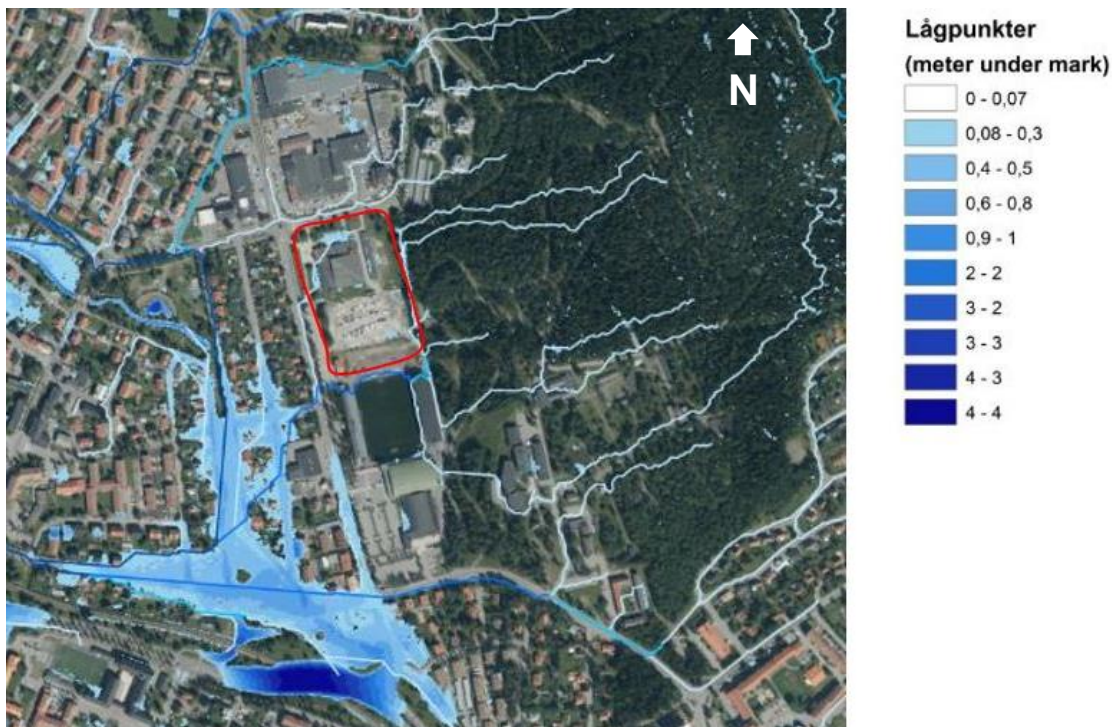 N
Lågpunkter
(meter under mark)
0 - 0,07
0,08 - 0,3
0,4 - 0,5
0,6 - 0,8
0,9 - 1
2 - 2
3 - 2
3 - 3
4 - 3
4 - 4